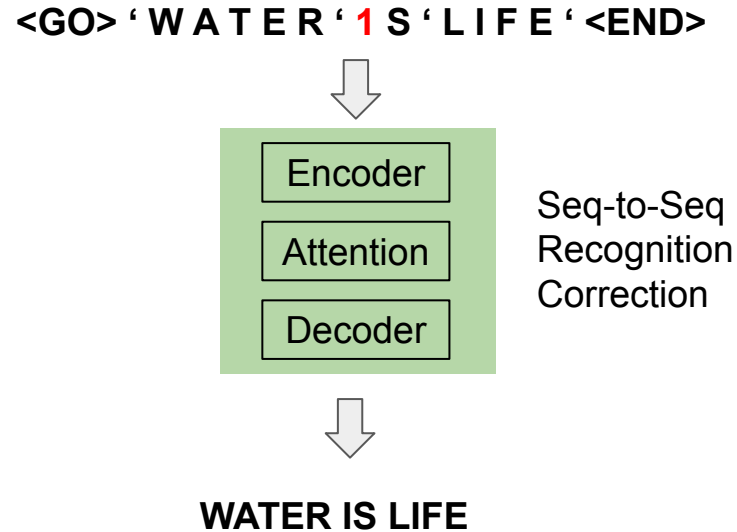 <GO> ‘ W A T E R ‘ 1 S ‘ L I F E ‘ <END>
Encoder
Attention
Decoder
Seq-to-Seq
Recognition
Correction
WATER IS LIFE